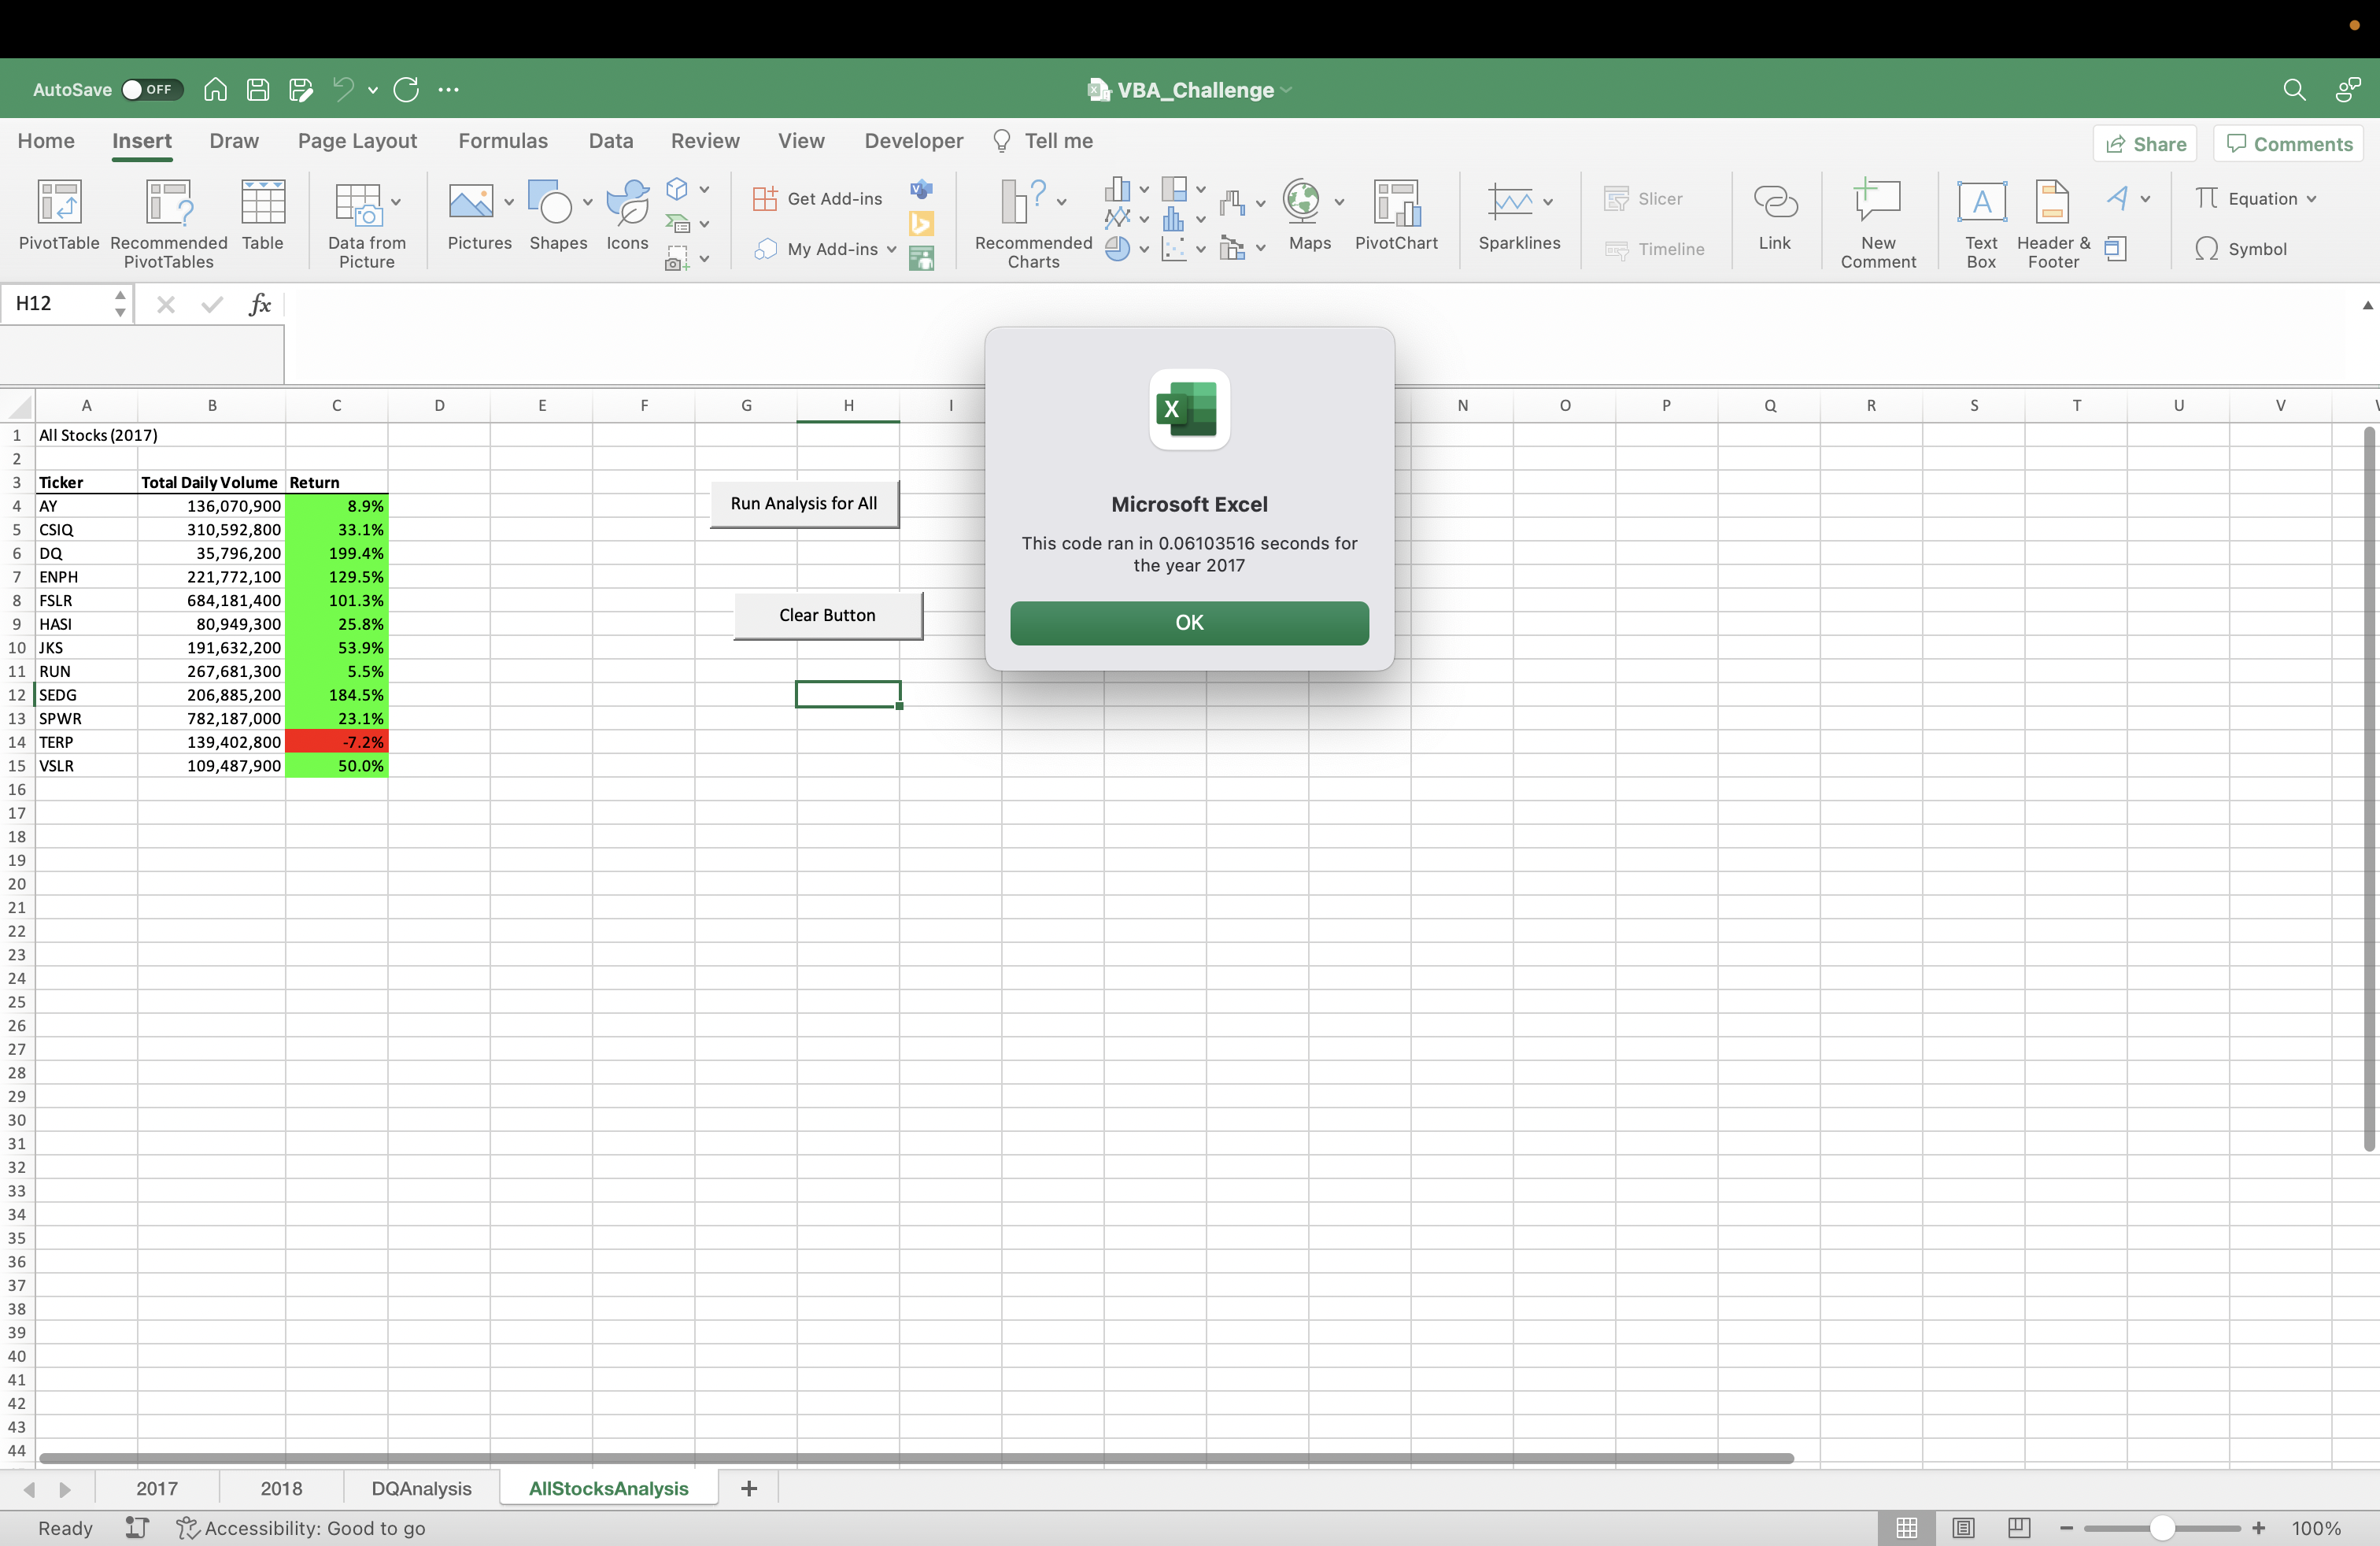 AutoSave OFF VBA_Challenge
Home Insert Draw Page Layout Formulas Data Review View Developer Tell me Share Comments
PivotTable Recommended PivotTables Table Data from Picture Pictures Shapes Icons Get Add-ins My Add-ins Recommended Charts Maps PivotChart Sparklines Slicer Timeline Link New Comment Text Box Header & Footer Equation Symbol
H12 fx
A B C D E F G H I N O P Q R S T U V
1 All Stocks (2017)
2
3 Ticker Total Daily Volume Return
4 AY 136,070,900 8.9%
5 CSIQ 310,592,800 33.1%
6 DQ 35,796,200 199.4%
7 ENPH 221,772,100 129.5%
8 FSLR 684,181,400 101.3%
9 HASI 80,949,300 25.8%
10 JKS 191,632,200 53.9%
11 RUN 267,681,300 5.5%
12 SEDG 206,885,200 184.5%
13 SPWR 782,187,000 23.1%
14 TERP 139,402,800 -7.2%
15 VSLR 109,487,900 50.0%
16
17
18
19
20
21
22
23
24
25
26
27
28
29
30
31
32
33
34
35
36
37
38
39
40
41
42
43
44
Run Analysis for All
Clear Button
Microsoft Excel
This code ran in 0.06103516 seconds for
the year 2017
OK
2017 2018 DQAnalysis AllStocksAnalysis +
Ready Accessibility: Good to go 100%